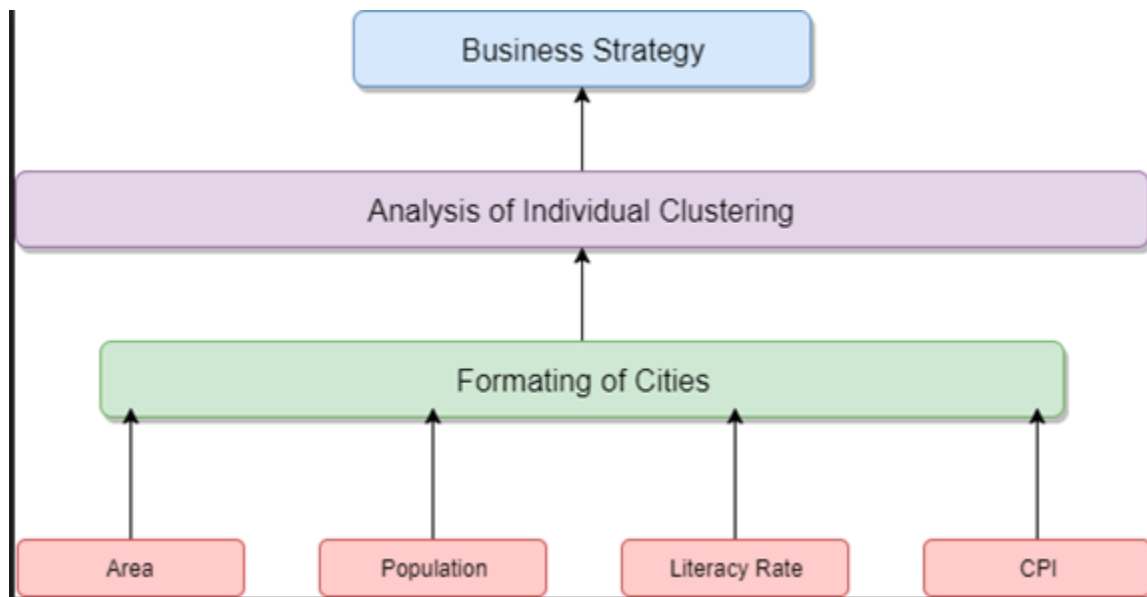 Business Strategy
Analysis of Individual Clustering
Formating of Cities
Area
Population
Literacy Rate
CPI